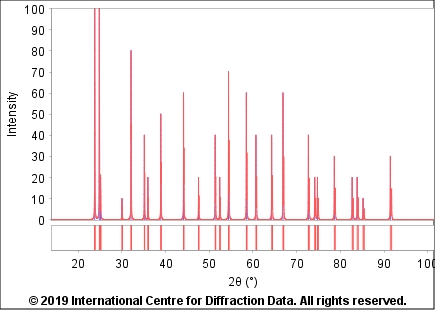 100
90
80
70
60
50
40
30
20
10
0
Intensity
20 30 40 50 60 70 80 90 100
2θ (°)
© 2019 International Centre for Diffraction Data. All rights reserved.